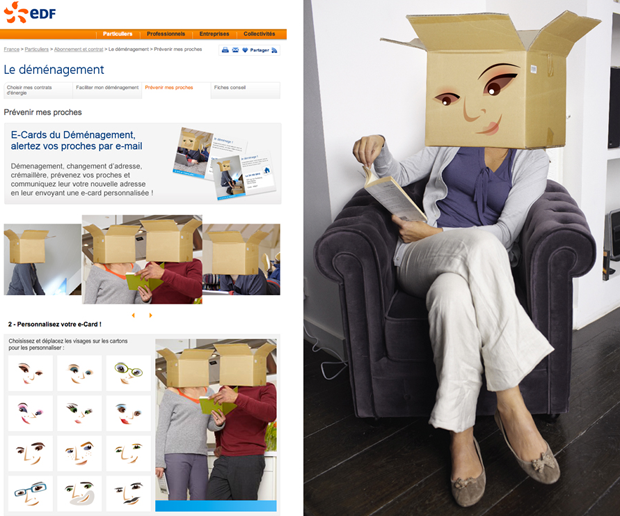 eDF
Particuliers Professionnels Entreprises Collectivités
France > Particuliers > Abonnement et contrat > Le déménagement > Prévenir mes proches
Partager
Le déménagement
Choisir mes contrats
d'énergie
Faciliter mon déménagement
Prévenir mes proches
Fiches conseil
Prévenir mes proches
E-Cards du Déménagement,
alertez vos proches par e-mail
Démenagement, changement d'adresse,
crémaillère, prévenez vos proches et
communiquez leur votre nouvelle adresse
en leur envoyant une e-card personnalisée !
2 - Personnalisez votre e-Card !
Choisissez et déplacez les visages sur les cartons
pour les personnaliser :